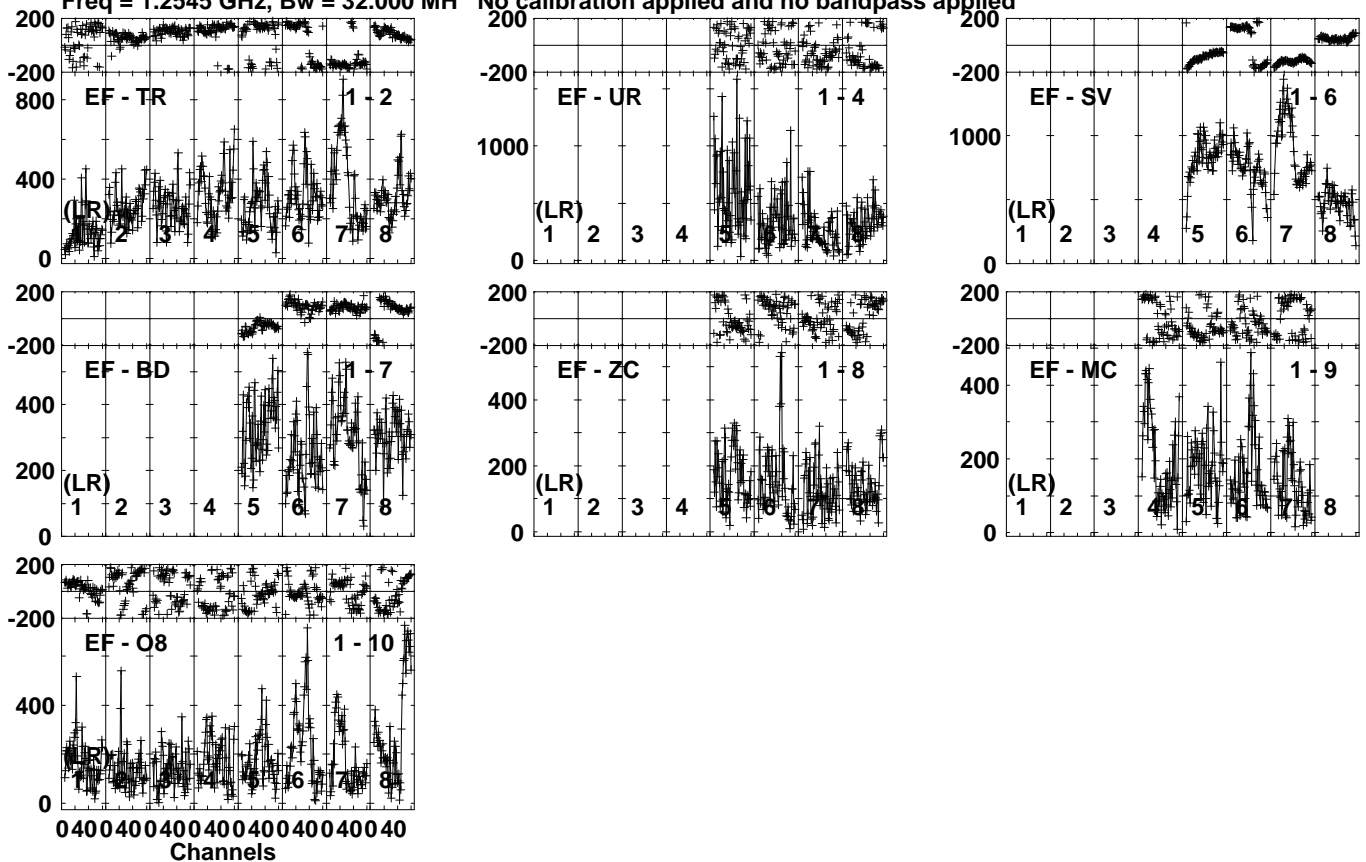 Freq = 1.2545 GHz, Bw = 32.000 MH No calibration applied and no bandpass applied
200
-200
800
400
0
EF - TR 1 - 2
(LR)
1 2 3 4 5 6 7 8
200
-200
1000
0
EF - UR 1 - 4
(LR)
1 2 3 4 5 6 7 8
200
-200
1000
0
EF - SV 1 - 6
(LR)
1 2 3 4 5 6 7 8
200
-200
400
200
0
EF - BD 1 - 7
(LR)
1 2 3 4 5 6 7 8
200
-200
400
200
0
EF - ZC 1 - 8
(LR)
1 2 3 4 5 6 7 8
200
-200
400
200
0
EF - MC 1 - 9
(LR)
1 2 3 4 5 6 7 8
200
-200
400
0
EF - O8 1 - 10
(LR)
1 2 3 4 5 6 7 8
0 40 0 40 0 40 0 40 0 40 0 40 0 40 0 40
Channels